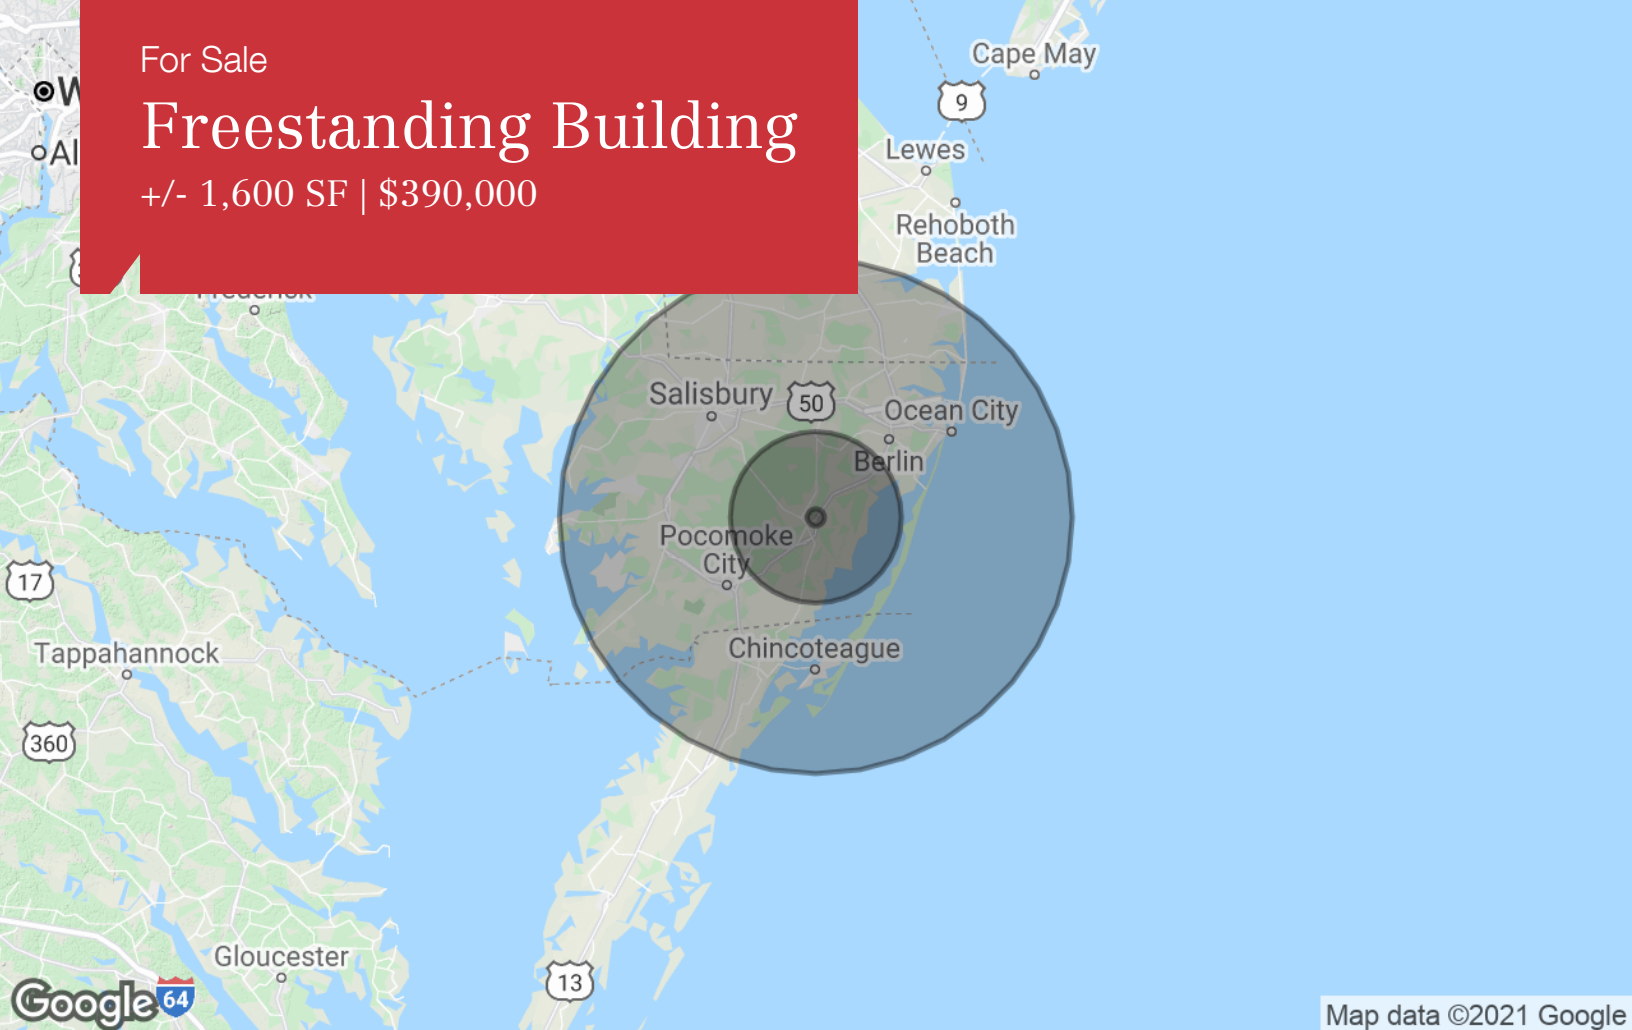 For Sale
Freestanding Building
+/- 1,600 SF | $390,000
Cape May
9
Lewes
Rehoboth
Beach
Salisbury
50
Ocean City
Berlin
Pocomoke
City
17
Tappahannock
Chincoteague
360
Gloucester
13
Google
64
Map data ©2021 Google